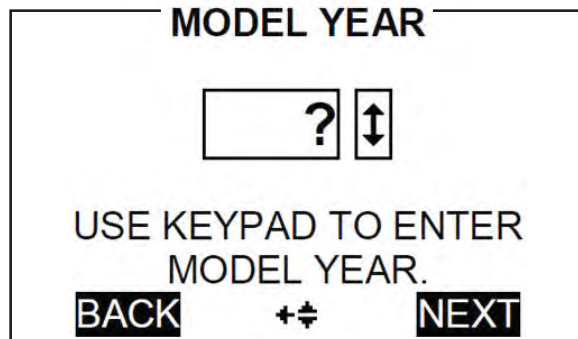 MODEL YEAR
?
USE KEYPAD TO ENTER
MODEL YEAR.
BACK NEXT